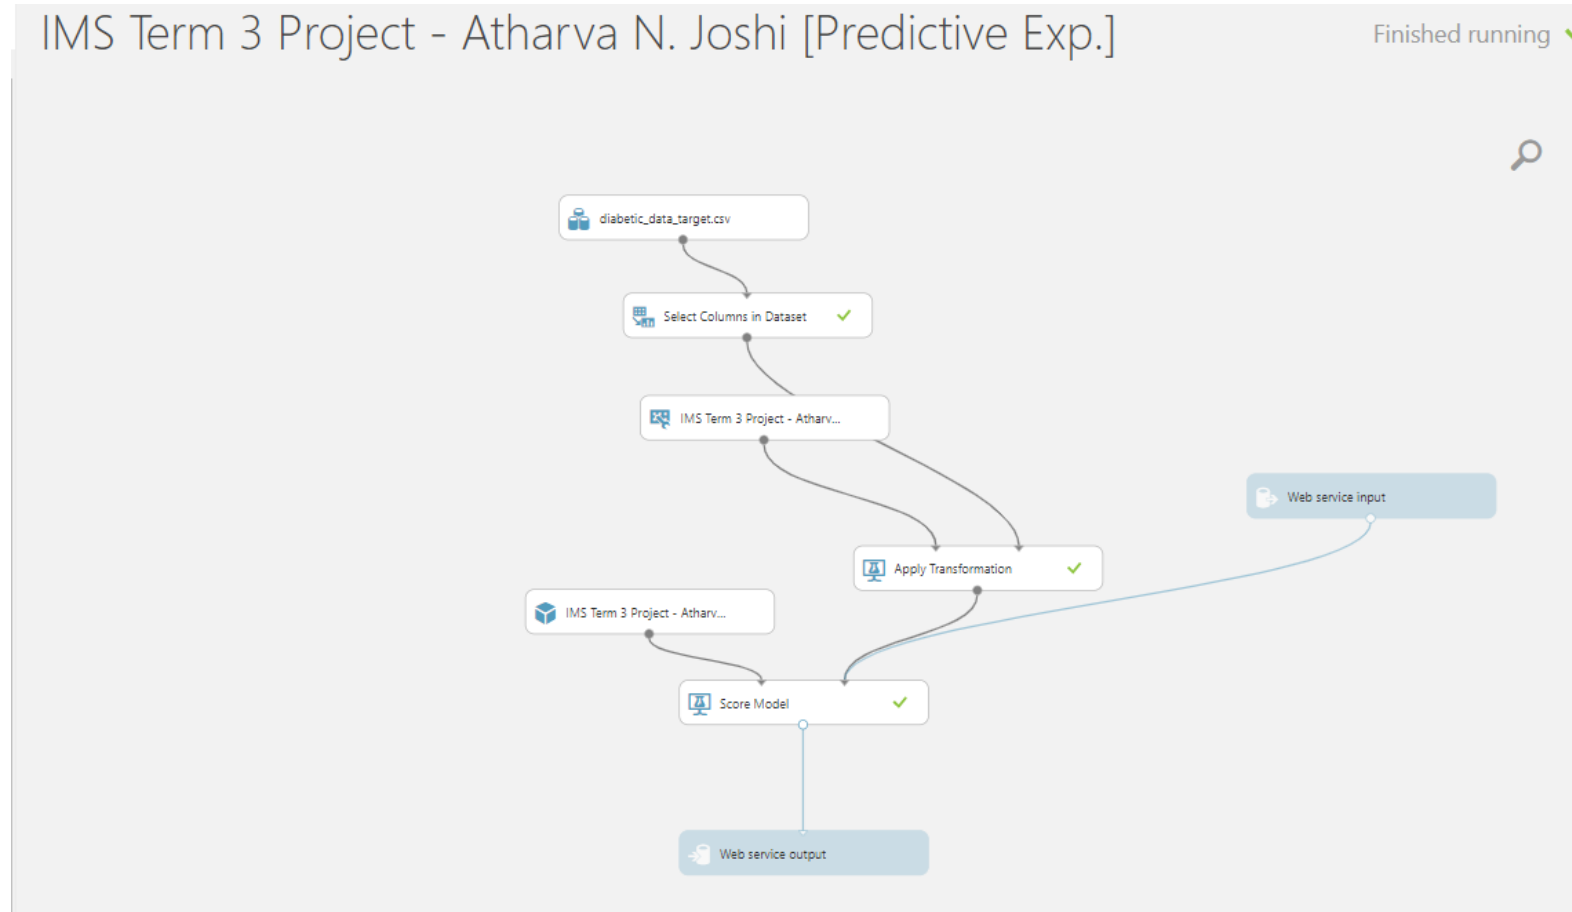 IMS Term 3 Project - Atharva N. Joshi [Predictive Exp.]
Finished running
diabetic_data_target.csv
Select Columns in Dataset
IMS Term 3 Project - Atharv...
Web service input
Apply Transformation
IMS Term 3 Project - Atharv...
Score Model
Web service output